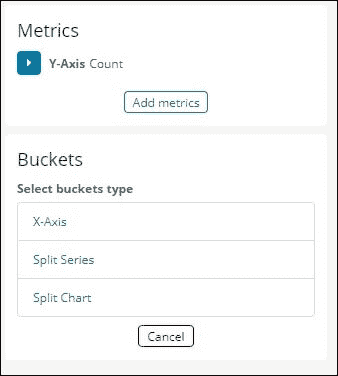 Metrics
Y-Axis Count
Add metrics
Buckets
Select buckets type
X-Axis
Split Series
Split Chart
Cancel